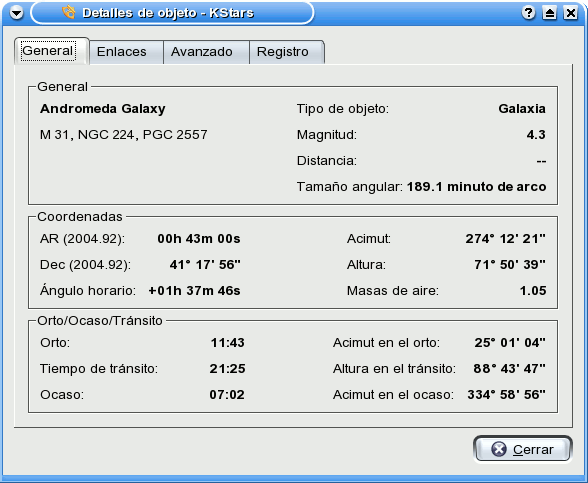 Detalles de objeto - KStars
General Enlaces Avanzado Registro
General
Andromeda Galaxy Tipo de objeto: Galaxia
M 31, NGC 224, PGC 2557 Magnitud: 4.3
Distancia: --
Tamaño angular: 189.1 minuto de arco
Coordenadas
AR (2004.92): 00h 43m 00s Acimut: 274° 12' 21"
Dec (2004.92): 41° 17' 56" Altura: 71° 50' 39"
Ángulo horario: +01h 37m 46s Masas de aire: 1.05
Orto/Ocaso/Tránsito
Orto: 11:43 Acimut en el orto: 25° 01' 04"
Tiempo de tránsito: 21:25 Altura en el tránsito: 88° 43' 47"
Ocaso: 07:02 Acimut en el ocaso: 334° 58' 56"
Cerrar